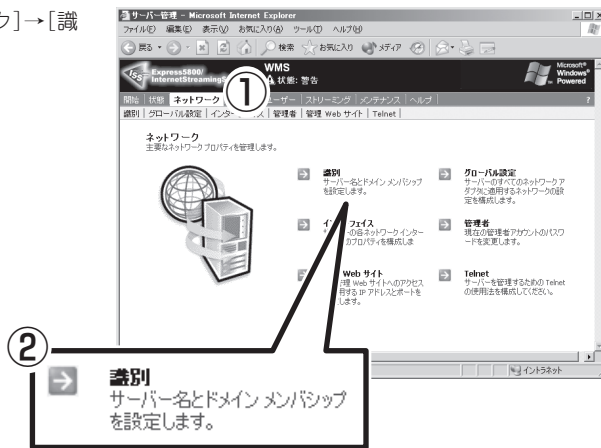 ク]→[識
サーバー管理 - Microsoft Internet Explorer
ファイル(F) 編集(E) 表示(V) お気に入り(A) ツール(T) ヘルプ(H)
戻る 検索 お気に入り メディア
Express5800/
InternetStreaming
WMS
状態: 警告
Microsoft®
Windows®
Powered
開始 状態 ネットワーク ① ユーザー ストリーミング メンテナンス ヘルプ ?
識別 グローバル設定 管理者 管理 Web サイト Telnet
ネットワーク
主要なネットワーク プロパティを管理します。
識別
サーバー名とドメイン メンバシップ
を設定します。
グローバル設定
サーバーのすべてのネットワーク ア
ダプタに適用するネットワークの設
定を構成します。
フェイス
の各ネットワーク インター
のプロパティを構成しま
管理者
現在の管理者アカウントのパスワ
ードを変更します。
Web サイト
Web サイトへのアクセス
用する IP アドレスとポートを
します。
Telnet
サーバーを管理するための Telnet
の使用法を構成してください。
イントラネット
②
識別
サーバー名とドメイン メンバシップ
を設定します。